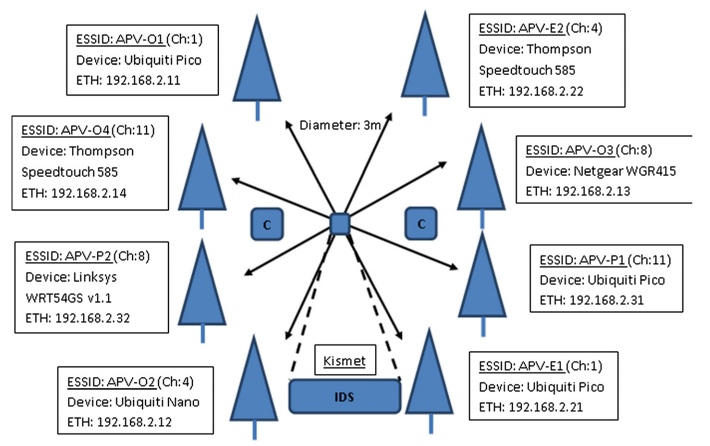 ESSID: APV-O1(Ch:1)
Device: Ubiquiti Pico
ETH: 192.168.2.11
ESSID: APV-E2(Ch:4)
Device: Thompson
Speedtouch 585
ETH: 192.168.2.22
ESSID: APV-O4(Ch:11)
Device: Thompson
Speedtouch 585
ETH: 192.168.2.14
Diameter: 3m
ESSID: APV-O3(Ch:8)
Device: Netgear WGR415
ETH: 192.168.2.13
C
C
ESSID: APV-P2(Ch:8)
Device: Linksys
WRT54GS v1.1
ETH: 192.168.2.32
ESSID: APV-P1(Ch:11)
Device: Ubiquiti Pico
ETH: 192.168.2.31
ESSID: APV-O2(Ch:4)
Device: Ubiquiti Nano
ETH: 192.168.2.12
Kismet
IDS
ESSID: APV-E1(Ch:1)
Device: Ubiquiti Pico
ETH: 192.168.2.21